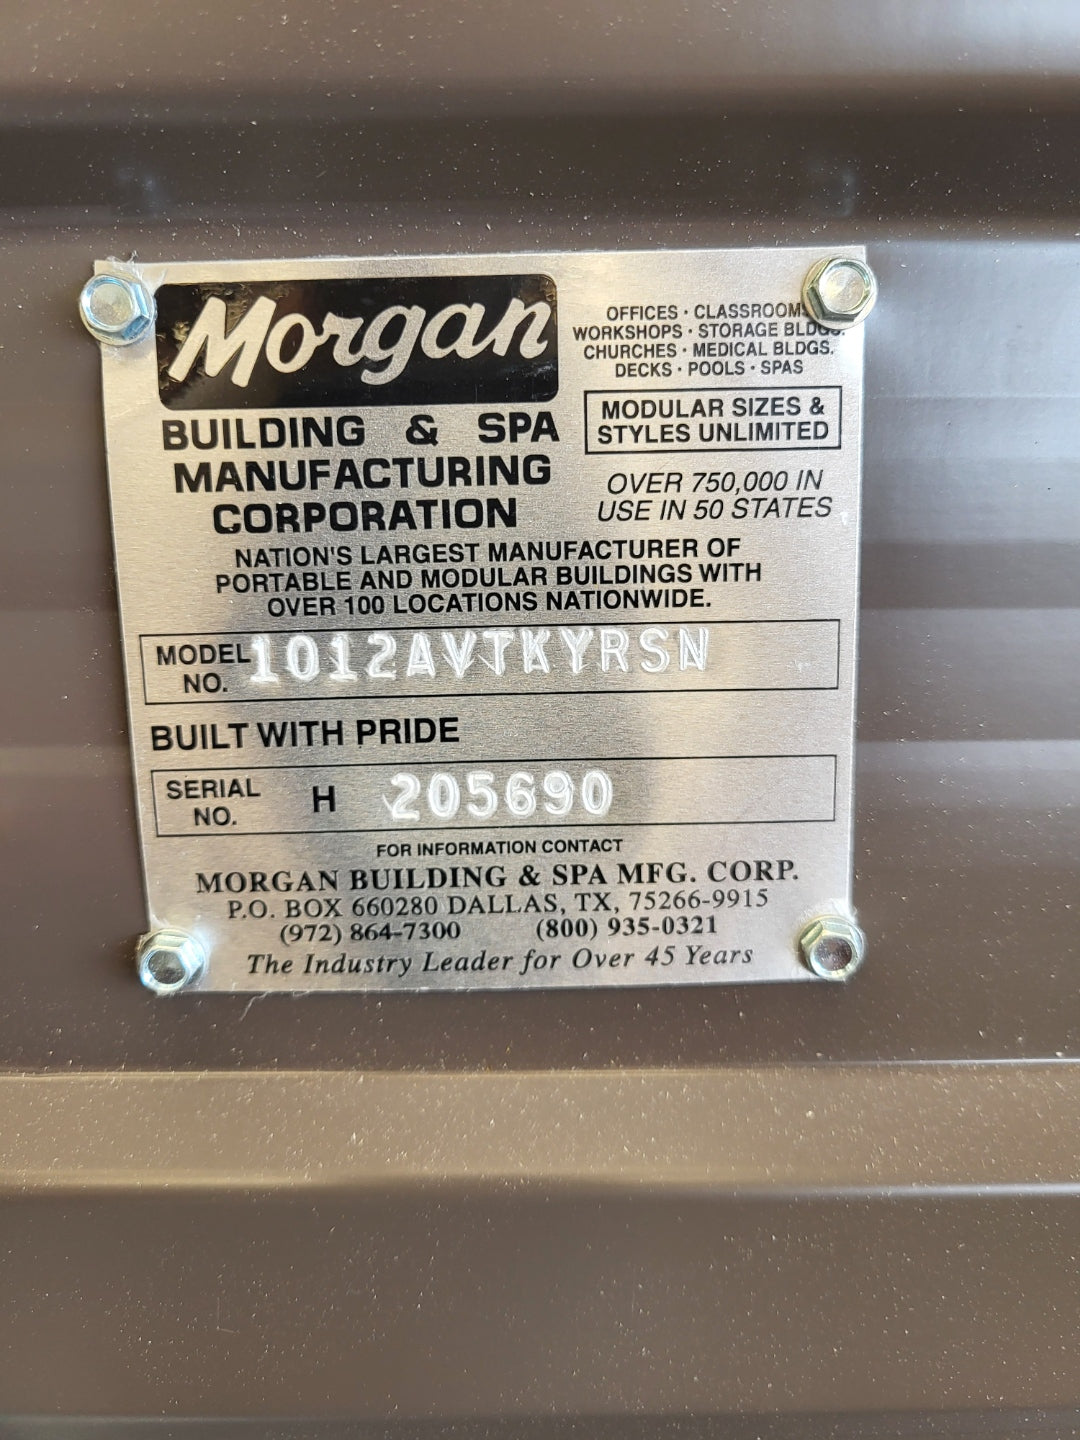 Morgan
BUILDING & SPA
MANUFACTURING
CORPORATION
OFFICES · CLASSROOMS
WORKSHOPS · STORAGE BLDGS.
CHURCHES · MEDICAL BLDGS.
DECKS · POOLS · SPAS
MODULAR SIZES &
STYLES UNLIMITED
OVER 750,000 IN
USE IN 50 STATES
NATION'S LARGEST MANUFACTURER OF
PORTABLE AND MODULAR BUILDINGS WITH
OVER 100 LOCATIONS NATIONWIDE.
MODEL NO. 1012AVTKYRSN
BUILT WITH PRIDE
SERIAL NO. H 205690
FOR INFORMATION CONTACT
MORGAN BUILDING & SPA MFG. CORP.
P.O. BOX 660280 DALLAS, TX, 75266-9915
(972) 864-7300 (800) 935-0321
The Industry Leader for Over 45 Years